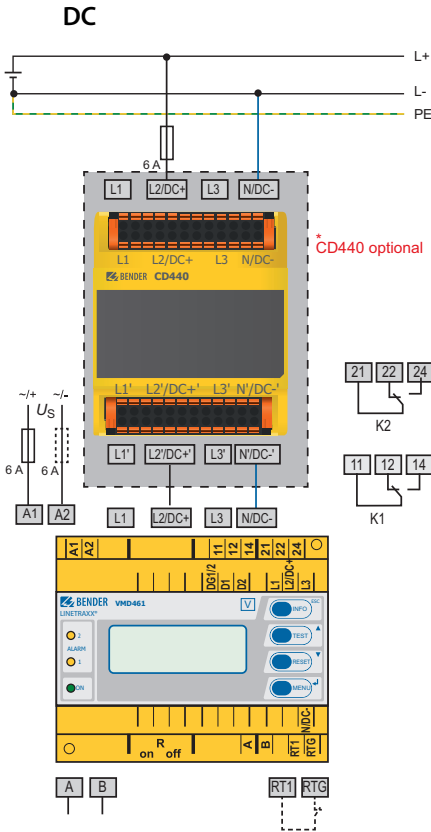 DC
L+
L-
PE
6 A
L1 L2/DC+ L3 N/DC-
L1 L2/DC+ L3 N/DC-
BENDER CD440
*
CD440 optional
L1' L2'/DC+' L3' N'/DC-'
L1' L2'/DC+' L3' N'/DC-'
~/+ ~/-
US
6 A 6 A
A1 A2
L1 L2/DC+ L3 N/DC-
21 22 24
K2
11 12 14
K1
A1 A2 11 12 14 21 22 24
DG1/2 D1 D2 L1 L2/DC+ L3
BENDER VMD461
LINETRAXX®
V
ESC
INFO
2
TEST
ALARM
1
RESET
ON
MENU
N/DC-
R
on off
A B RT1 RTG
A B
RT1 RTG